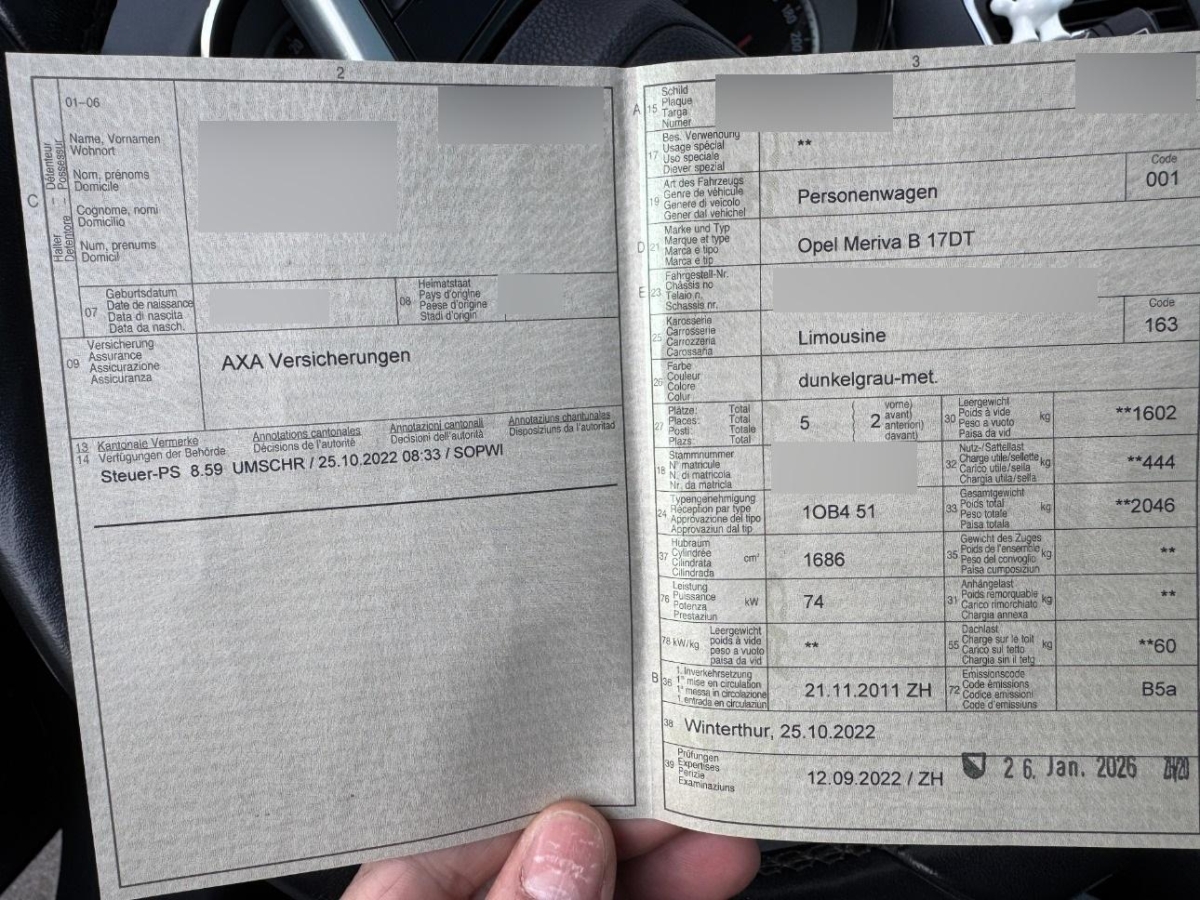 2
01-06
C
Halter – Détenteur
Detentore – Possessur
Name, Vornamen
Wohnort
Nom, prénoms
Domicile
Cognome, nomi
Domicilio
Num, prenums
Domicil
07
Geburtsdatum
Date de naissance
Data di nascita
Data da nasch.
08
Heimatstaat
Pays d'origine
Paese d'origine
Stadi d'origin
09
Versicherung
Assurance
Assicurazione
Assicuranza
AXA Versicherungen
13 Kantonale Vermerke Annotations cantonales Annotazioni cantonali Annotaziuns chantunales
14 Verfügungen der Behörde Décisions de l'autorité Decisioni dell'autorità Disposiziuns da l'autoritad
Steuer-PS 8.59 UMSCHR / 25.10.2022 08:33 / SOPWI
3
A 15
Schild
Plaque
Targa
Numer
17
Bes. Verwendung
Usage spécial
Uso speciale
Diever spezial
**
19
Art des Fahrzeugs
Genre de véhicule
Genere di veicolo
Gener dal vehichel
Personenwagen
Code
001
D 21
Marke und Typ
Marque et type
Marca e tipo
Marca e tip
Opel Meriva B 17DT
E 23
Fahrgestell-Nr.
Châssis no
Telaio n.
Schassis nr.
25
Karosserie
Carrosserie
Carrozzeria
Carossaria
Limousine
Code
163
26
Farbe
Couleur
Colore
Colur
dunkelgrau-met.
27
Plätze: Total
Places: Total
Posti: Totale
Plazs: Total
5
2
vorne)
avant)
anteriori)
davant)
30
Leergewicht
Poids à vide
Peso a vuoto
Paisa da vid
kg
**1602
18
Stammnummer
N° matricule
N. di matricola
Nr. da matricla
32
Nutz-/Sattellast
Charge utile/sellette
Carico utile/sella
Chargia utila/sella
kg
**444
24
Typengenehmigung
Réception par type
Approvazione del tipo
Approvaziun dal tip
1OB4 51
33
Gesamtgewicht
Poids total
Peso totale
Paisa totala
kg
**2046
37
Hubraum
Cylindrée
Cilindrata
Cilindrada
cm³
1686
35
Gewicht des Zuges
Poids de l'ensemble
Peso del convoglio
Paisa cumposiziun
kg
**
76
Leistung
Puissance
Potenza
Prestaziun
kW
74
31
Anhängelast
Poids remorquable
Carico rimorchiato
Chargia annexa
kg
**
78 kW/kg
Leergewicht
poids à vide
peso a vuoto
paisa da vid
**
55
Dachlast
Charge sur le toit
Carico sul tetto
Chargia sin il tetg
kg
**60
B 36
1. Inverkehrsetzung
1re mise en circulation
1a messa in circolazione
1. entrada en circulaziun
21.11.2011 ZH
72
Emissionscode
Code émissions
Codice emissioni
Code d'emissiuns
B5a
38
Winterthur, 25.10.2022
39
Prüfungen
Expertises
Perizie
Examinaziuns
12.09.2022 / ZH
26. Jan. 2026